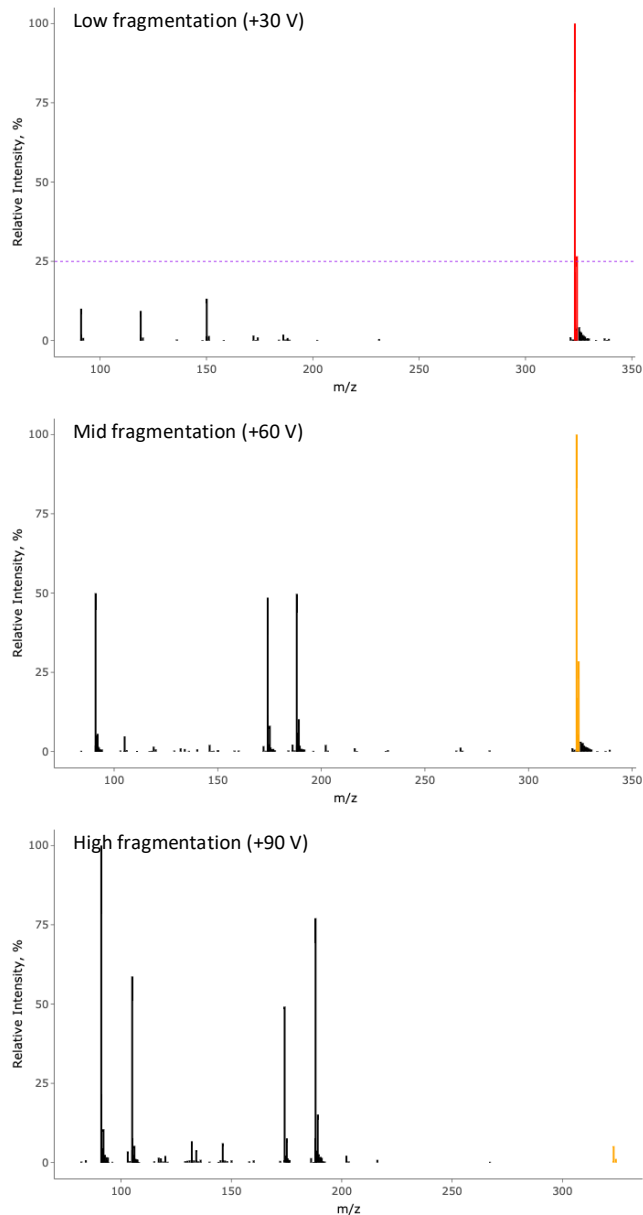 Low fragmentation (+30 V)
100
75
50
25
0
Relative Intensity, %
100 150 200 250 300 350
m/z
Mid fragmentation (+60 V)
100
75
50
25
0
Relative Intensity, %
100 150 200 250 300 350
m/z
High fragmentation (+90 V)
100
75
50
25
0
Relative Intensity, %
100 150 200 250 300
m/z